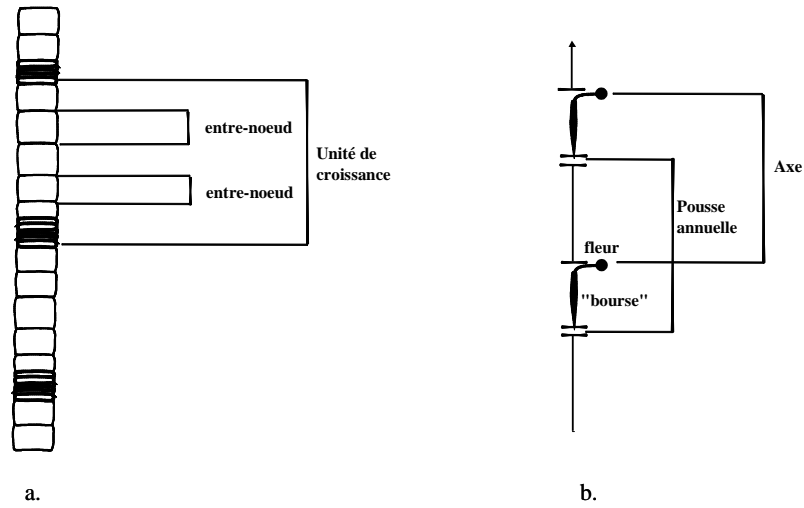 entre-noeud
Unité de
croissance
entre-noeud
a.
Axe
Pousse
annuelle
fleur
"bourse"
b.